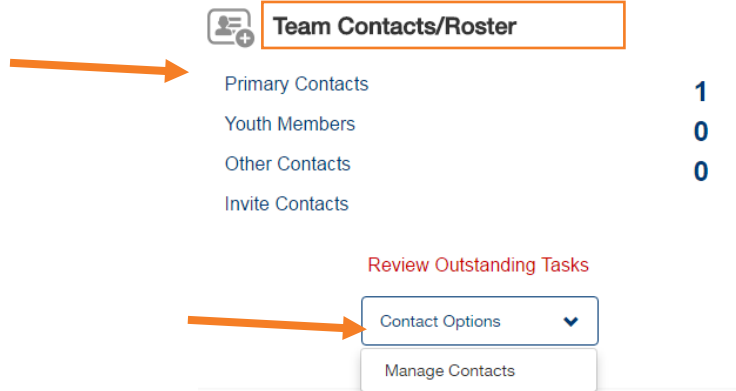 Team Contacts/Roster
Primary Contacts 1
Youth Members 0
Other Contacts 0
Invite Contacts
Review Outstanding Tasks
Contact Options
Manage Contacts